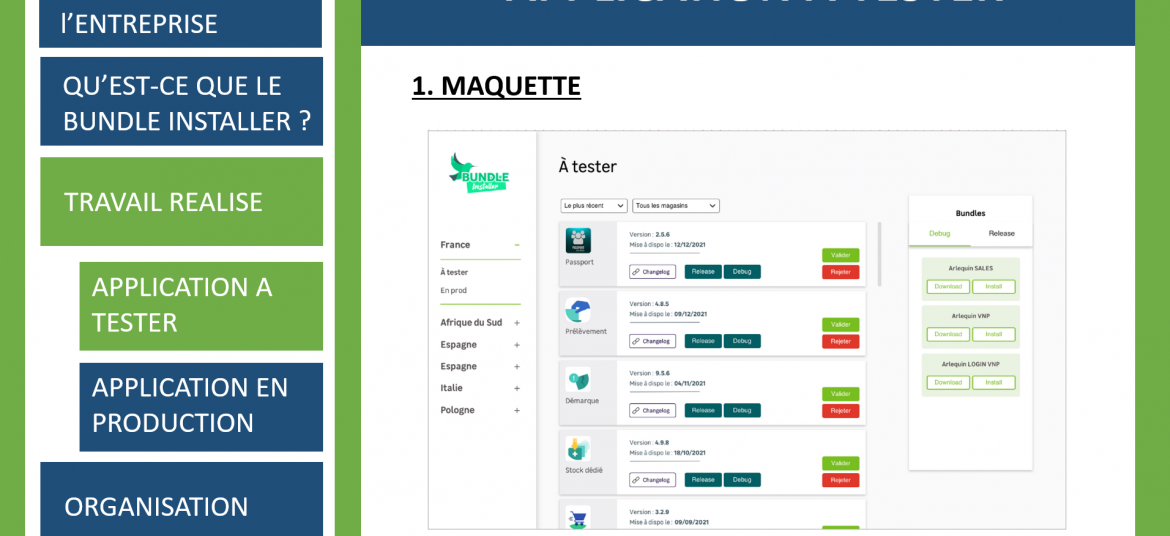 l’ENTREPRISE
QU’EST-CE QUE LE
BUNDLE INSTALLER ?
TRAVAIL REALISE
APPLICATION A
TESTER
APPLICATION EN
PRODUCTION
ORGANISATION
1. MAQUETTE
BUNDLE
Installer
France −
À tester
En prod
Afrique du Sud +
Espagne +
Espagne +
Italie +
Pologne +
À tester
Le plus récent
Tous les magasins
Passport
Version : 2.5.6
Mise à dispo le : 12/12/2021
Changelog Release Debug
Valider
Rejeter
Prélèvement
Version : 4.8.5
Mise à dispo le : 09/12/2021
Changelog Release Debug
Valider
Rejeter
Démarque
Version : 9.5.6
Mise à dispo le : 04/11/2021
Changelog Release Debug
Valider
Rejeter
Stock dédié
Version : 4.9.8
Mise à dispo le : 18/10/2021
Changelog Release Debug
Valider
Rejeter
Version : 3.2.9
Mise à dispo le : 09/09/2021
Bundles
Debug Release
Arlequin SALES
Download Install
Arlequin VNP
Download Install
Arlequin LOGIN VNP
Download Install